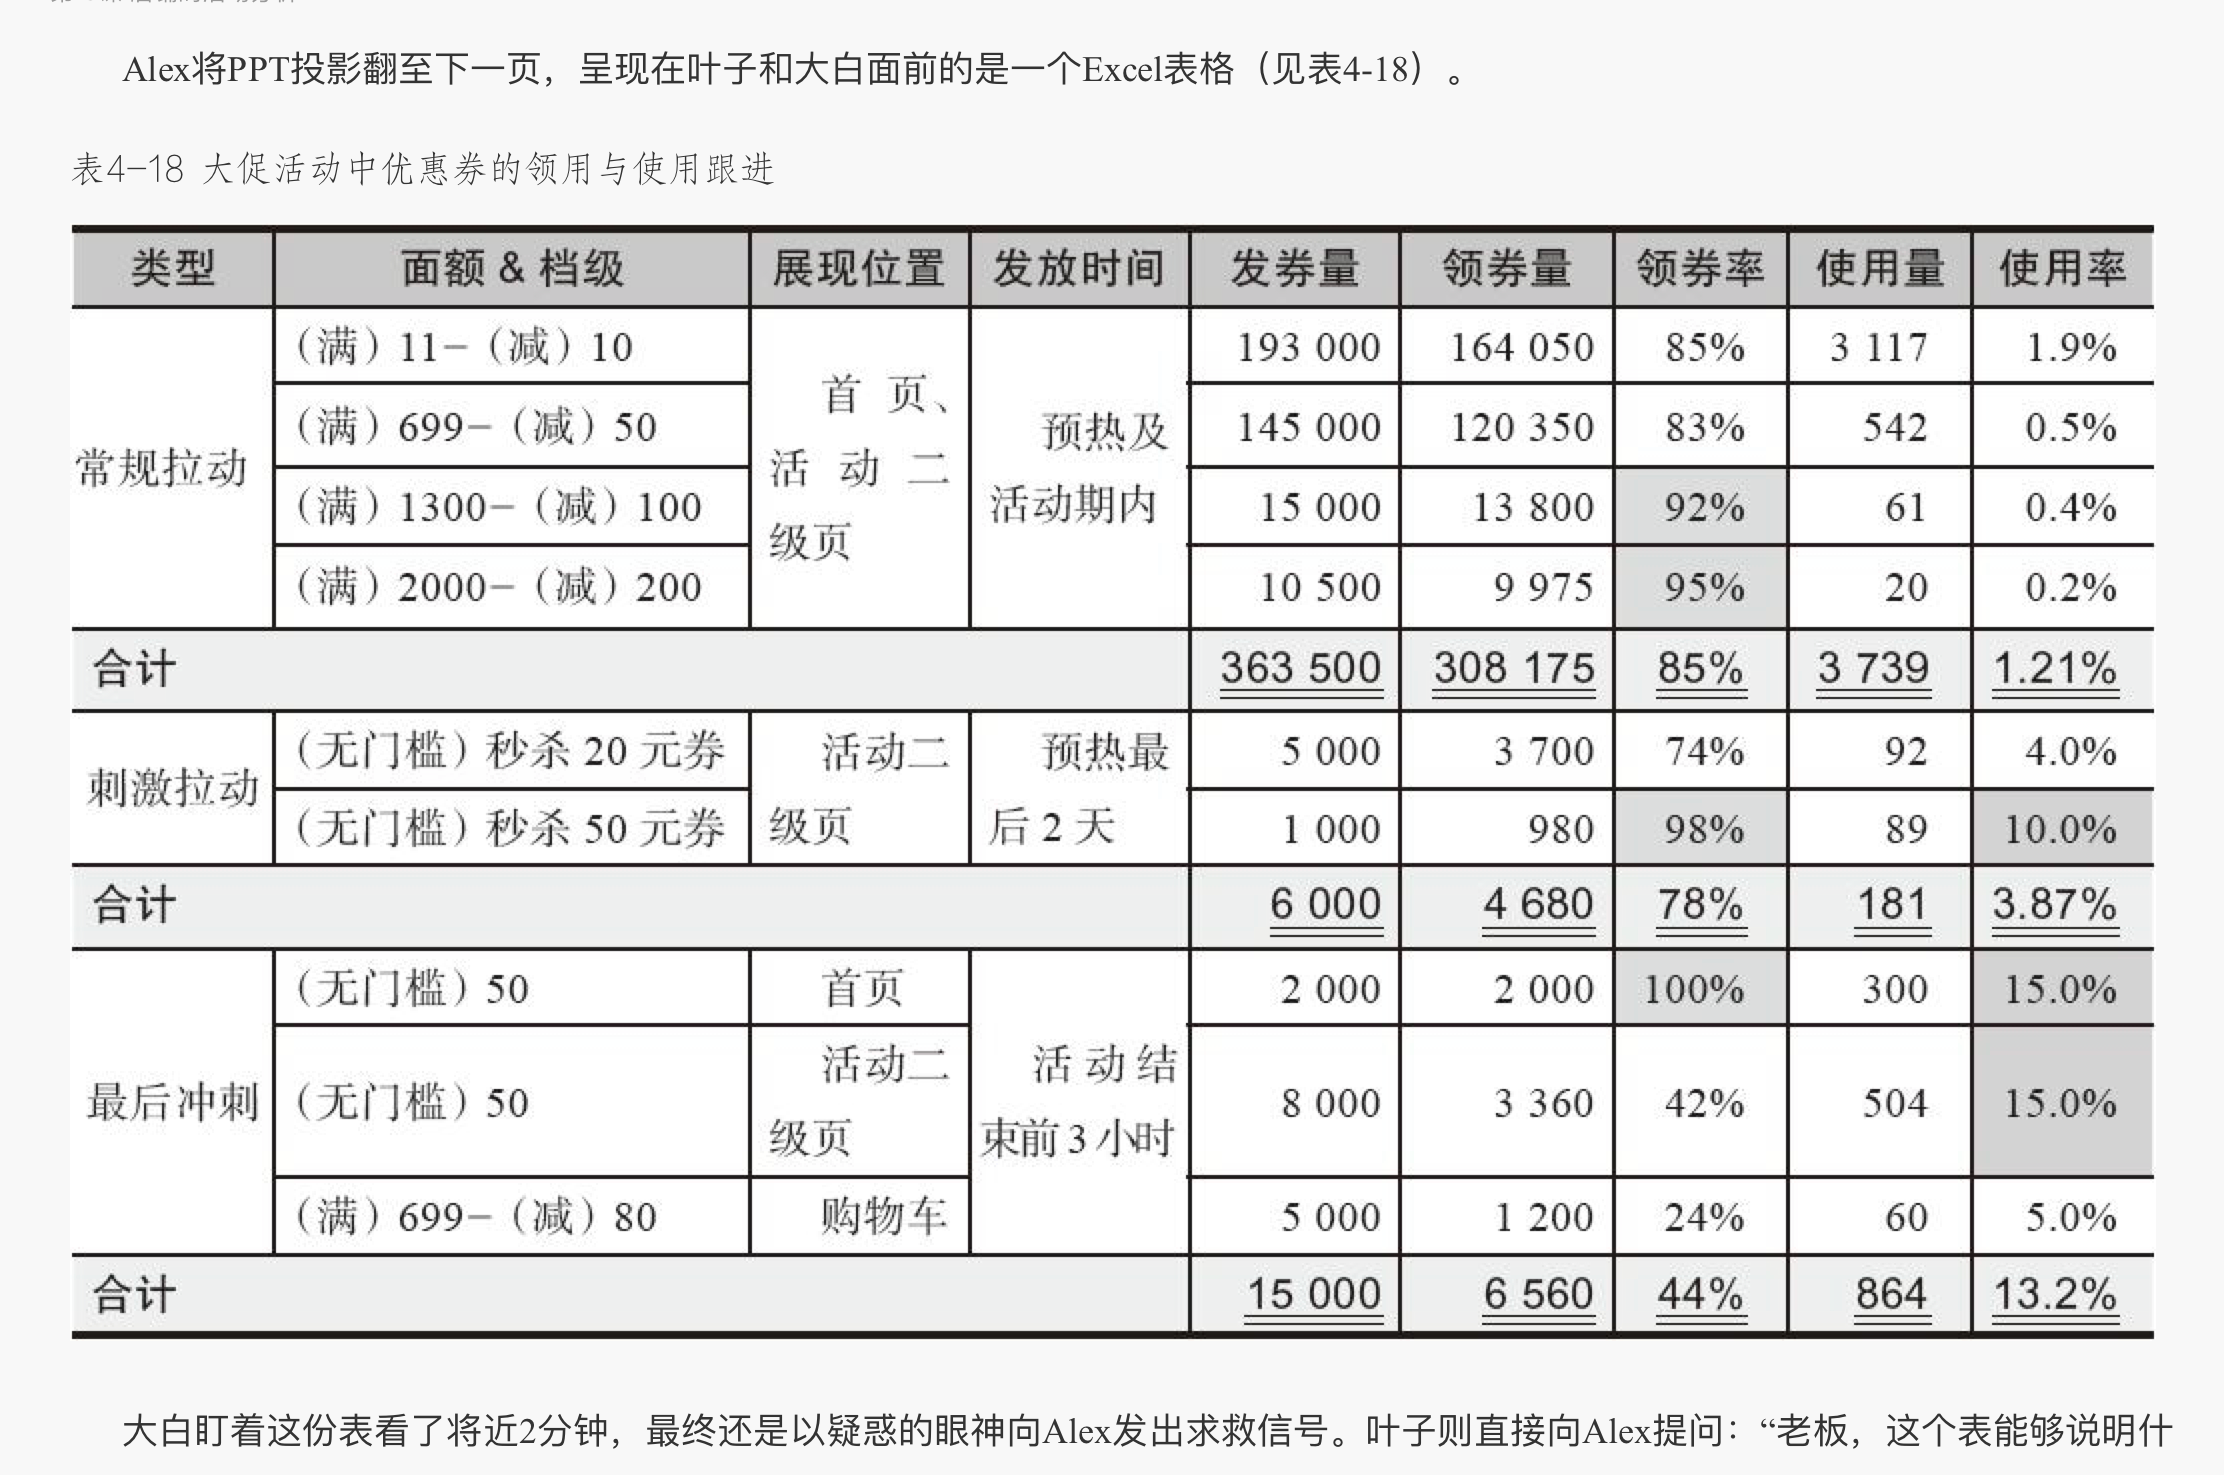 Alex将PPT投影翻至下一页，呈现在叶子和大白面前的是一个Excel表格（见表4-18）。
表4–18 大促活动中优惠券的领用与使用跟进
类型 面额 & 档级 展现位置 发放时间 发券量 领券量 领券率 使用量 使用率
常规拉动 首页、活动二级页 预热及活动期内
（满）11–（减）10 193 000 164 050 85% 3 117 1.9%
（满）699–（减）50 145 000 120 350 83% 542 0.5%
（满）1300–（减）100 15 000 13 800 92% 61 0.4%
（满）2000–（减）200 10 500 9 975 95% 20 0.2%
合计 363 500 308 175 85% 3 739 1.21%
刺激拉动 活动二级页 预热最后 2 天
（无门槛）秒杀 20 元券 5 000 3 700 74% 92 4.0%
（无门槛）秒杀 50 元券 1 000 980 98% 89 10.0%
合计 6 000 4 680 78% 181 3.87%
最后冲刺 活动结束前 3 小时
（无门槛）50 首页 2 000 2 000 100% 300 15.0%
（无门槛）50 活动二级页 8 000 3 360 42% 504 15.0%
（满）699–（减）80 购物车 5 000 1 200 24% 60 5.0%
合计 15 000 6 560 44% 864 13.2%
大白盯着这份表看了将近2分钟，最终还是以疑惑的眼神向Alex发出求救信号。叶子则直接向Alex提问：“老板，这个表能够说明什